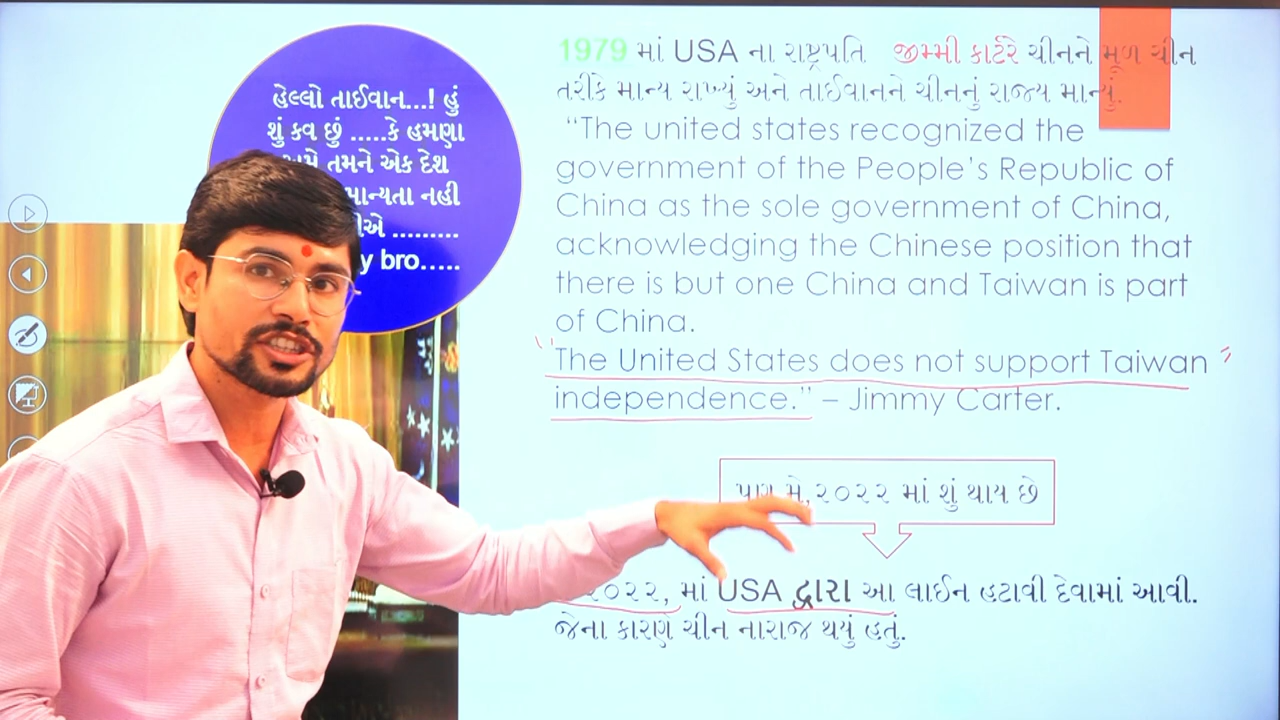 હેલ્લો તાઈવાન...! હું
શું કવ છું .....કે હમણા
તમને એક દેશ
માન્યતા નહી
.........
bro.....
1979 માં USA ના રાષ્ટ્રપતિ જીમ્મી કાર્ટરે ચીનને મૂળ ચીન
તરીકે માન્ય રાખ્યું અને તાઈવાનને ચીનનું રાજ્ય માન્યું.
“The united states recognized the
government of the People’s Republic of
China as the sole government of China,
acknowledging the Chinese position that
there is but one China and Taiwan is part
of China.
"The United States does not support Taiwan "
independence.” – Jimmy Carter.
પણ મે,૨૦૨૨ માં શું થાય છે
૨૦૨૨, માં USA દ્વારા આ લાઈન હટાવી દેવામાં આવી.
જેના કારણે ચીન નારાજ થયું હતું.